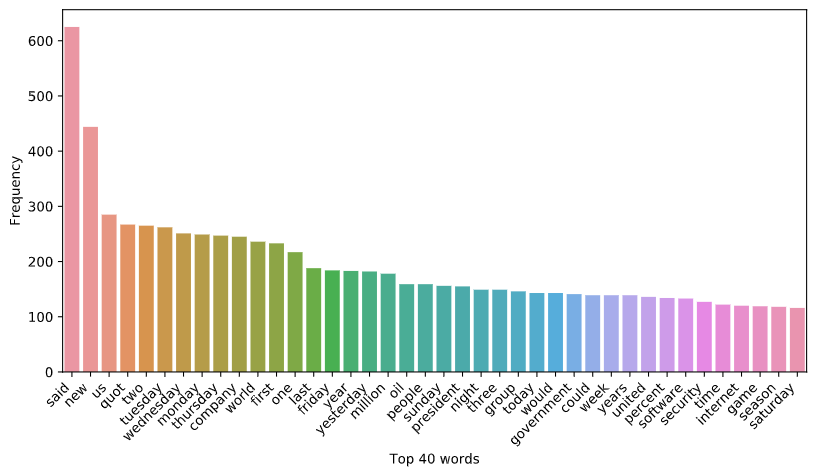 Frequency
600
500
400
300
200
100
0
said
new
us
quot
two
tuesday
wednesday
monday
thursday
company
world
first
one
last
friday
year
yesterday
million
oil
people
sunday
president
night
three
group
today
would
government
could
week
years
united
percent
software
security
time
internet
game
season
saturday
Top 40 words